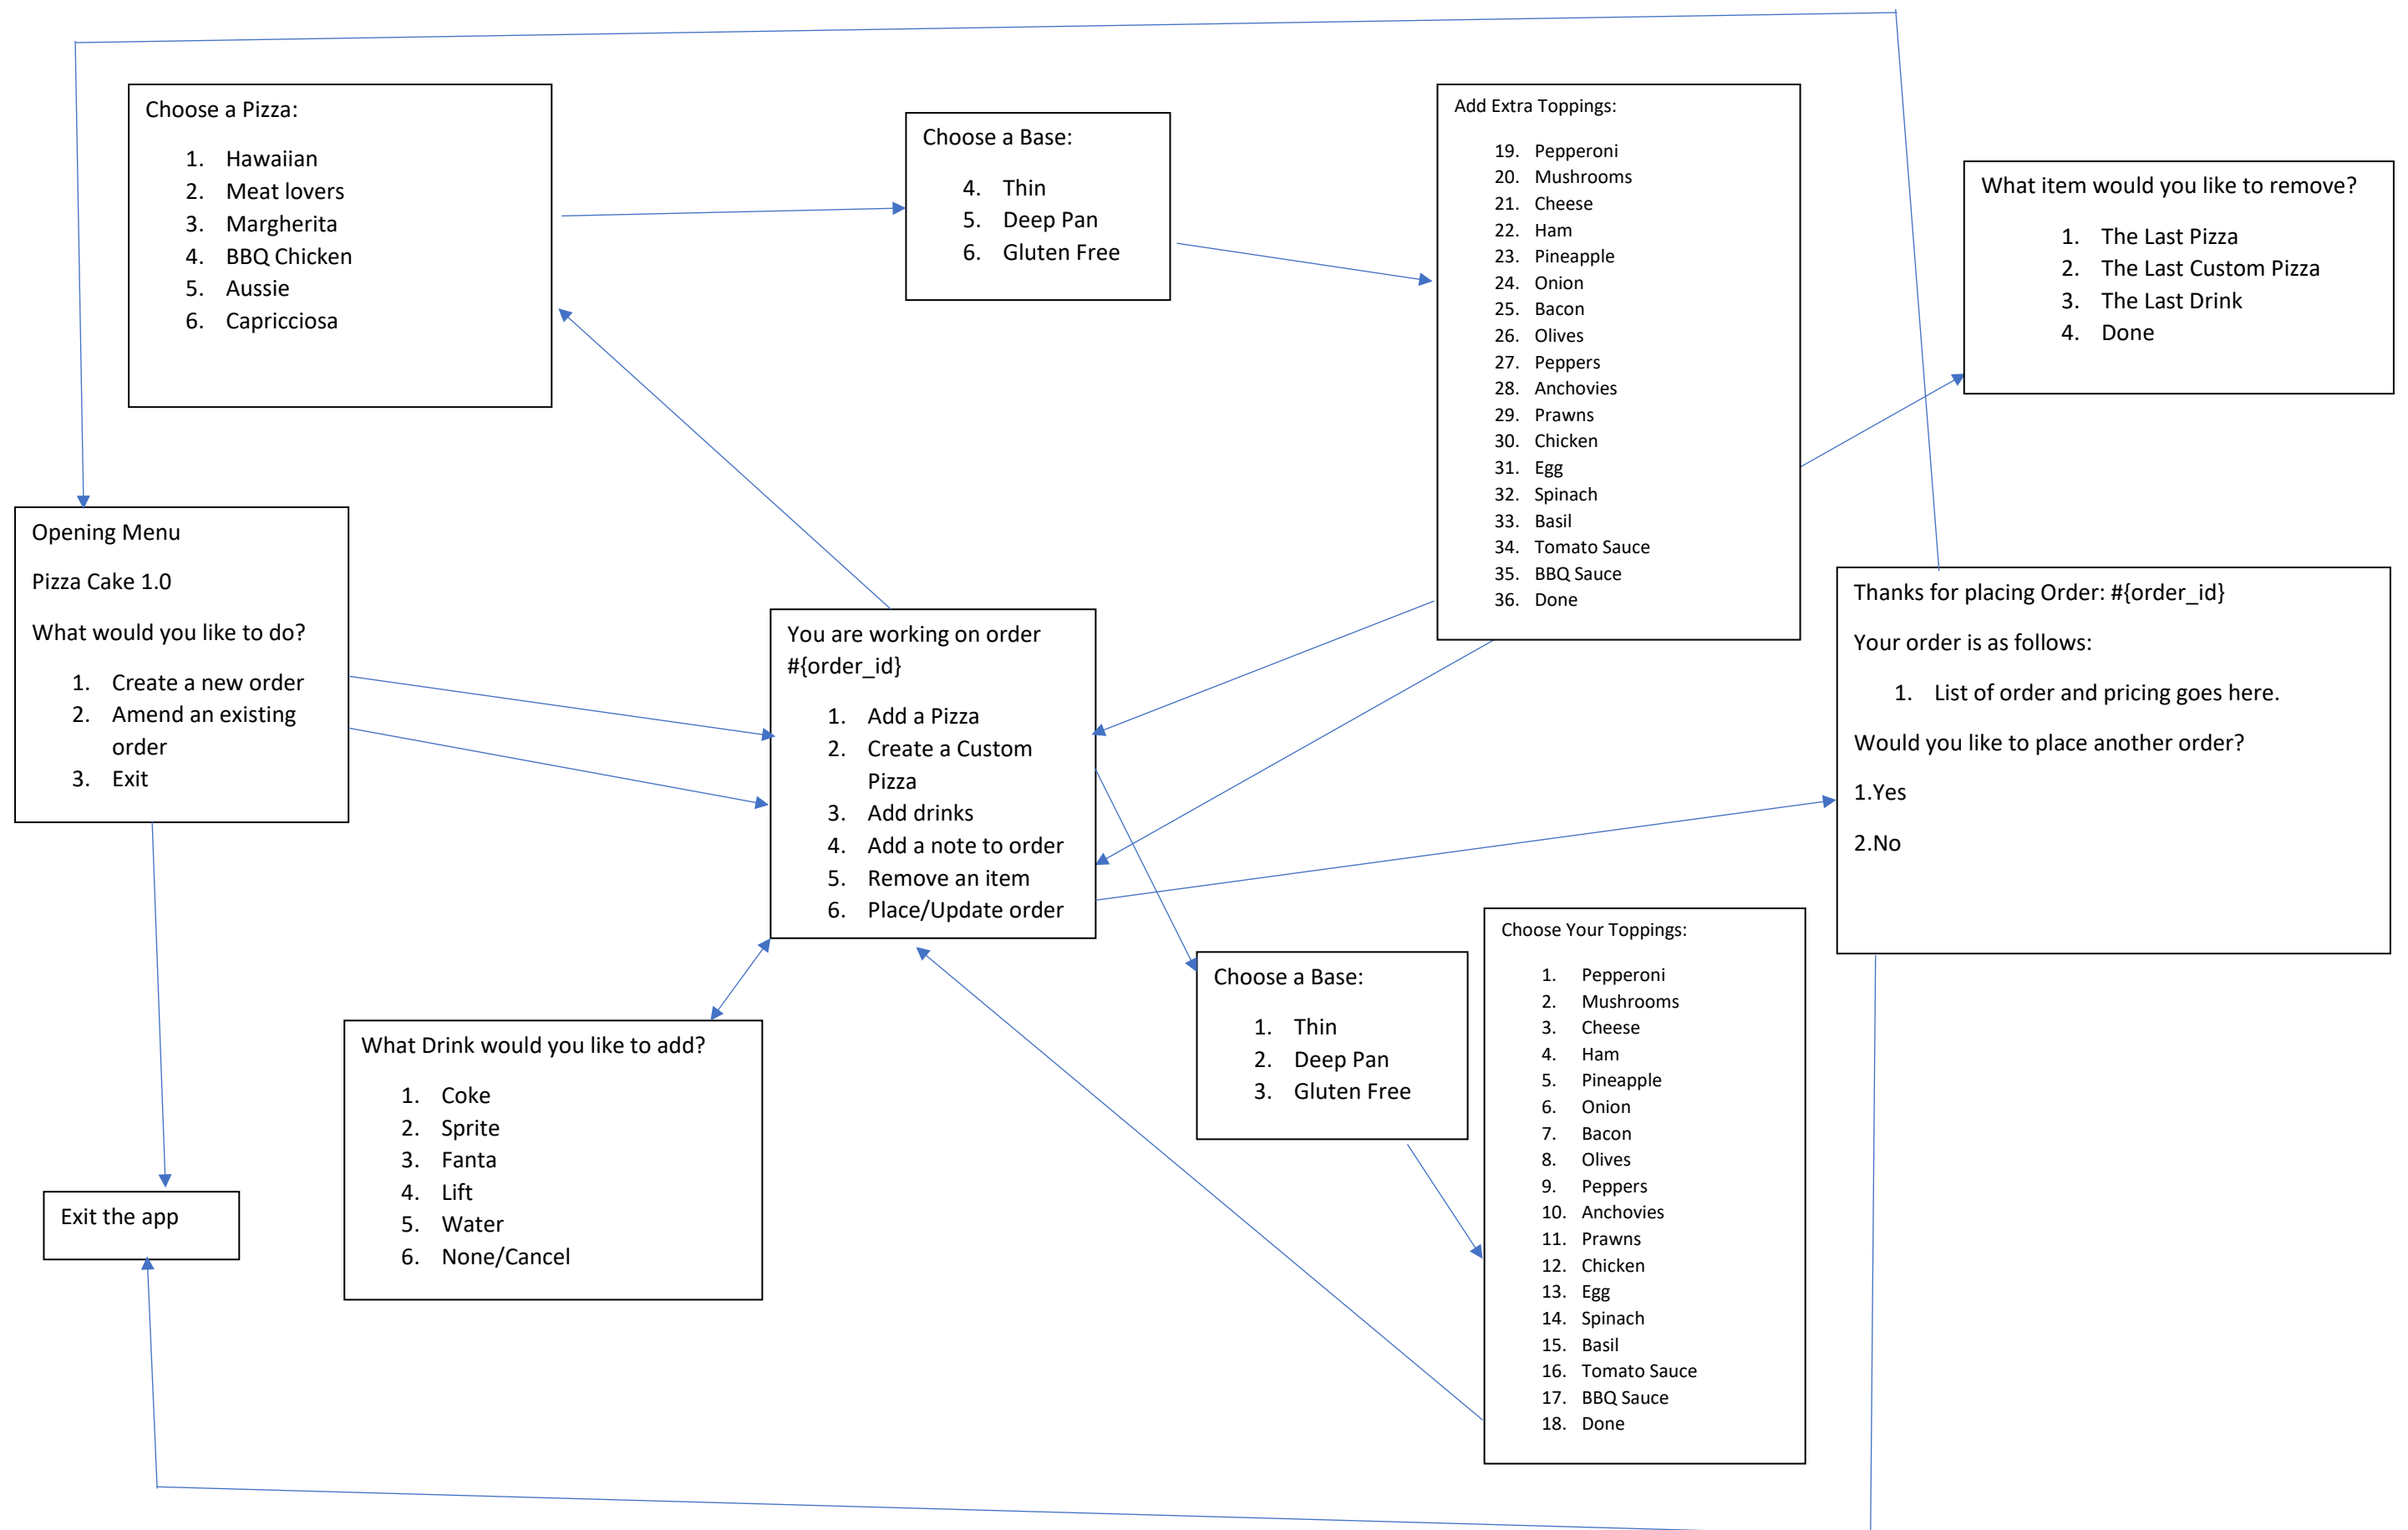 Choose a Pizza:
1. Hawaiian
2. Meat lovers
3. Margherita
4. BBQ Chicken
5. Aussie
6. Capricciosa
Choose a Base:
4. Thin
5. Deep Pan
6. Gluten Free
Add Extra Toppings:
19. Pepperoni
20. Mushrooms
21. Cheese
22. Ham
23. Pineapple
24. Onion
25. Bacon
26. Olives
27. Peppers
28. Anchovies
29. Prawns
30. Chicken
31. Egg
32. Spinach
33. Basil
34. Tomato Sauce
35. BBQ Sauce
36. Done
What item would you like to remove?
1. The Last Pizza
2. The Last Custom Pizza
3. The Last Drink
4. Done
Opening Menu
Pizza Cake 1.0
What would you like to do?
1. Create a new order
2. Amend an existing
order
3. Exit
You are working on order
#{order_id}
1. Add a Pizza
2. Create a Custom
Pizza
3. Add drinks
4. Add a note to order
5. Remove an item
6. Place/Update order
Thanks for placing Order: #{order_id}
Your order is as follows:
1. List of order and pricing goes here.
Would you like to place another order?
1.Yes
2.No
What Drink would you like to add?
1. Coke
2. Sprite
3. Fanta
4. Lift
5. Water
6. None/Cancel
Choose a Base:
1. Thin
2. Deep Pan
3. Gluten Free
Choose Your Toppings:
1. Pepperoni
2. Mushrooms
3. Cheese
4. Ham
5. Pineapple
6. Onion
7. Bacon
8. Olives
9. Peppers
10. Anchovies
11. Prawns
12. Chicken
13. Egg
14. Spinach
15. Basil
16. Tomato Sauce
17. BBQ Sauce
18. Done
Exit the app